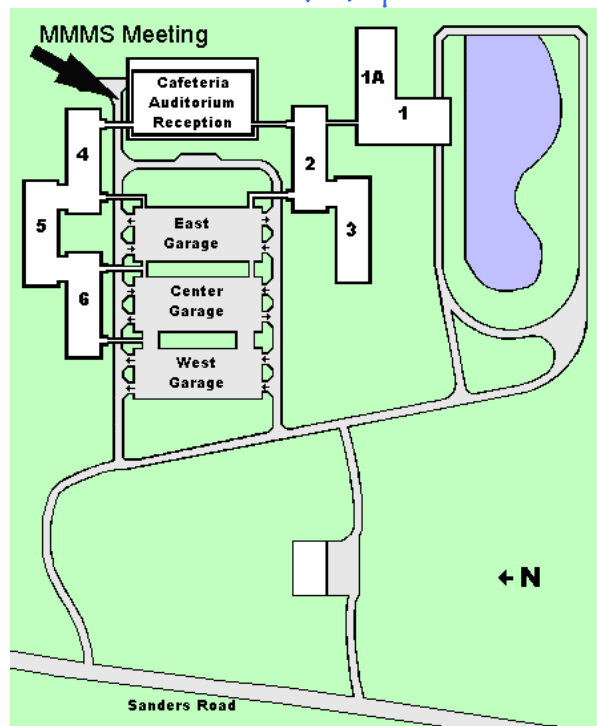 MMMS Meeting
Cafeteria
Auditorium
Reception
1A
1
2
3
4
5
6
East
Garage
Center
Garage
West
Garage
N
Sanders Road